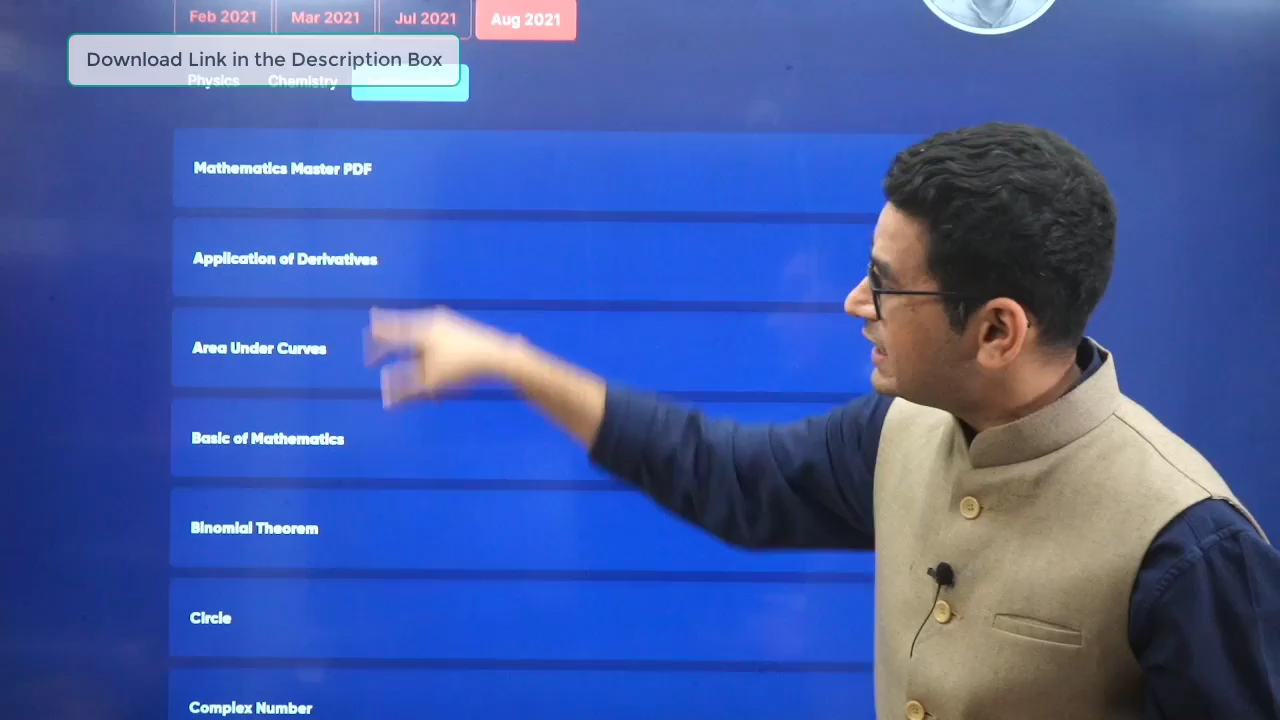 Feb 2021 Mar 2021 Jul 2021 Aug 2021
Download Link in the Description Box
Physics Chemistry
Mathematics Master PDF
Application of Derivatives
Area Under Curves
Basic of Mathematics
Binomial Theorem
Circle
Complex Number